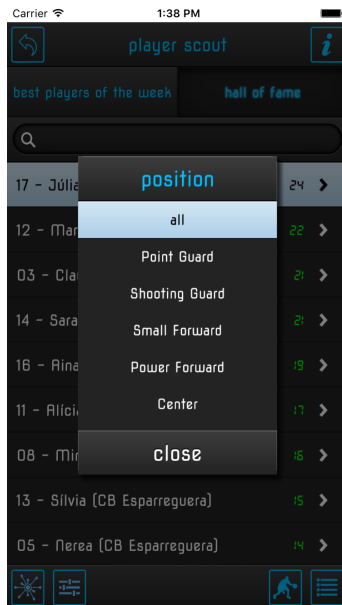 Carrier 1:38 PM
player scout
i
best players of the week hall of fame
position
17 - Júlia 24
all
12 - Mar 22
Point Guard
03 - Cla 21
Shooting Guard
14 - Sara 21
Small Forward
16 - Aina 19
Power Forward
11 - Alíci 17
Center
08 - Mir 16
close
13 - Sílvia (CB Esparreguera) 15
05 - Nerea (CB Esparreguera) 14